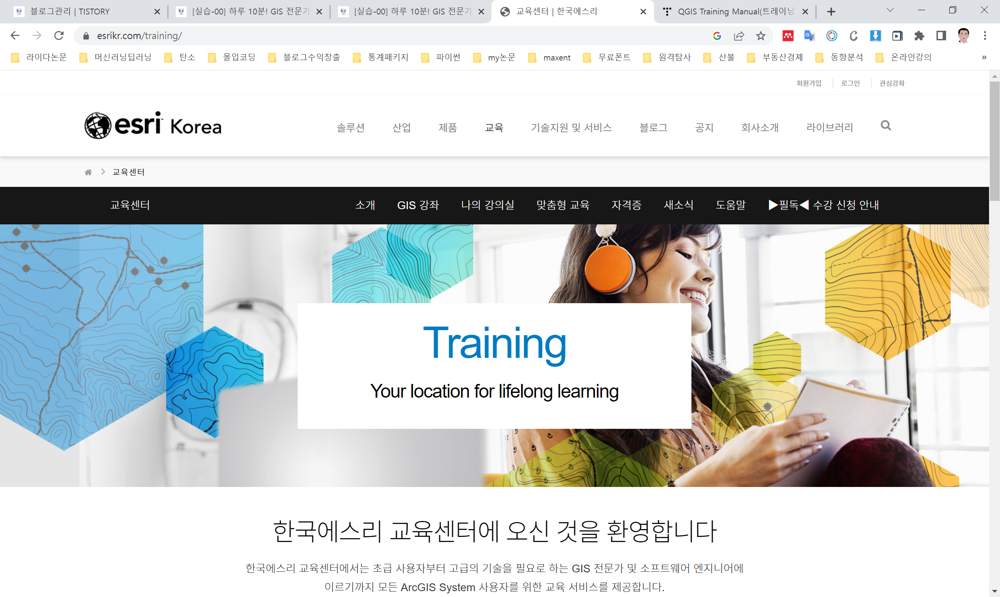 블로그관리 | TISTORY
[실습-00] 하루 10분! GIS 전문가
[실습-00] 하루 10분! GIS 전문가
교육센터 | 한국에스리
QGIS Training Manual(트레이닝
esrikr.com/training/
라이다논문 머신러닝딥러닝 탄소 몰입코딩 블로그수익창출 통계패키지 파이썬 my논문 maxent 무료폰트 원격탐사 산불 부동산경제 동향분석 온라인강의 »
회원가입 로그인 관심강좌
esri Korea
솔루션 산업 제품 교육 기술지원 및 서비스 블로그 공지 회사소개 라이브러리
교육센터
교육센터 소개 GIS 강좌 나의 강의실 맞춤형 교육 자격증 새소식 도움말 ▶필독◀ 수강 신청 안내
Training
Your location for lifelong learning
한국에스리 교육센터에 오신 것을 환영합니다
한국에스리 교육센터에서는 초급 사용자부터 고급의 기술을 필요로 하는 GIS 전문가 및 소프트웨어 엔지니어에
이르기까지 모든 ArcGIS System 사용자를 위한 교육 서비스를 제공합니다.